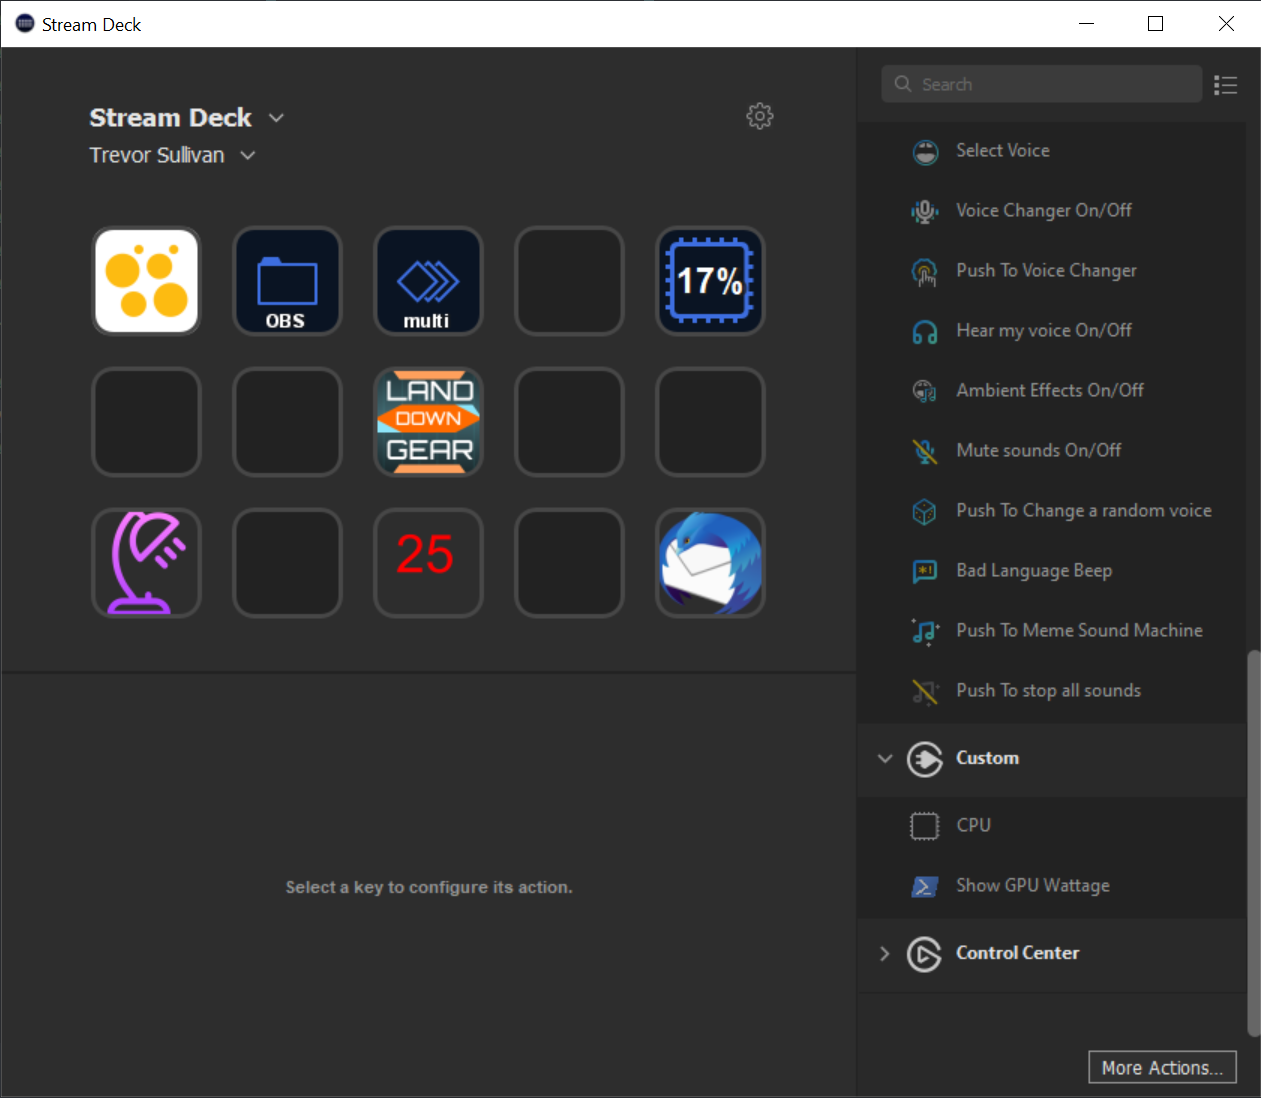 Stream Deck
Search
Stream Deck
Trevor Sullivan
OBS
multi
17%
LAND
DOWN
GEAR
25
Select a key to configure its action.
Select Voice
Voice Changer On/Off
Push To Voice Changer
Hear my voice On/Off
Ambient Effects On/Off
Mute sounds On/Off
Push To Change a random voice
Bad Language Beep
Push To Meme Sound Machine
Push To stop all sounds
Custom
CPU
Show GPU Wattage
Control Center
More Actions...